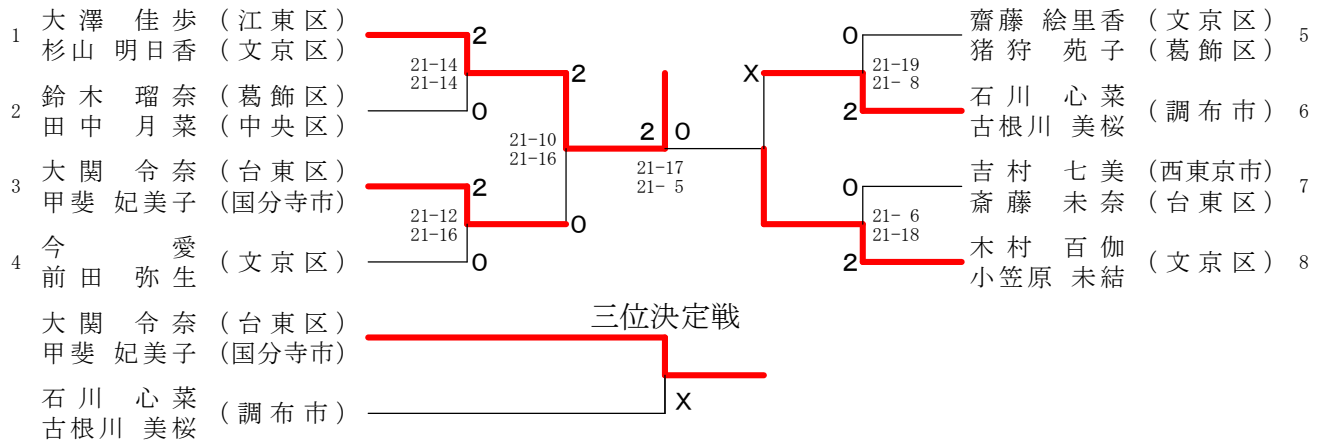 1 大澤 佳歩 (江東区)
杉山 明日香 (文京区)
2
21-14
21-14
2 鈴木 瑠奈 (葛飾区)
田中 月菜 (中央区)
0
2
21-10
21-16
3 大関 令奈 (台東区)
甲斐 妃美子 (国分寺市)
2
21-12
21-16
0
4 今 愛
前田 弥生 (文京区)
0
2 0
21-17
21- 5
齋藤 絵里香 (文京区) 5
猪狩 苑子 (葛飾区)
0
21-19
21- 8
X
石川 心菜
古根川 美桜 (調布市) 6
2
吉村 七美 (西東京市) 7
斎藤 未奈 (台東区)
0
21- 6
21-18
木村 百伽
小笠原 未結 (文京区) 8
2
三位決定戦
大関 令奈 (台東区)
甲斐 妃美子 (国分寺市)
石川 心菜
古根川 美桜 (調布市)
X